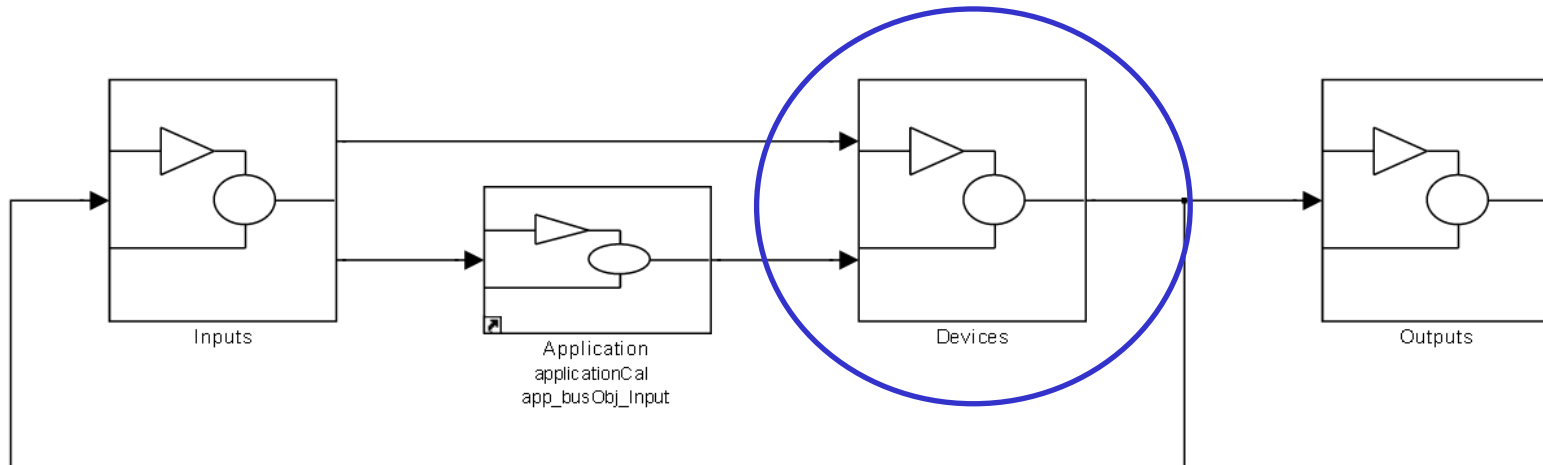 Inputs
Application
applicationCal
app_busObj_Input
Devices
Outputs